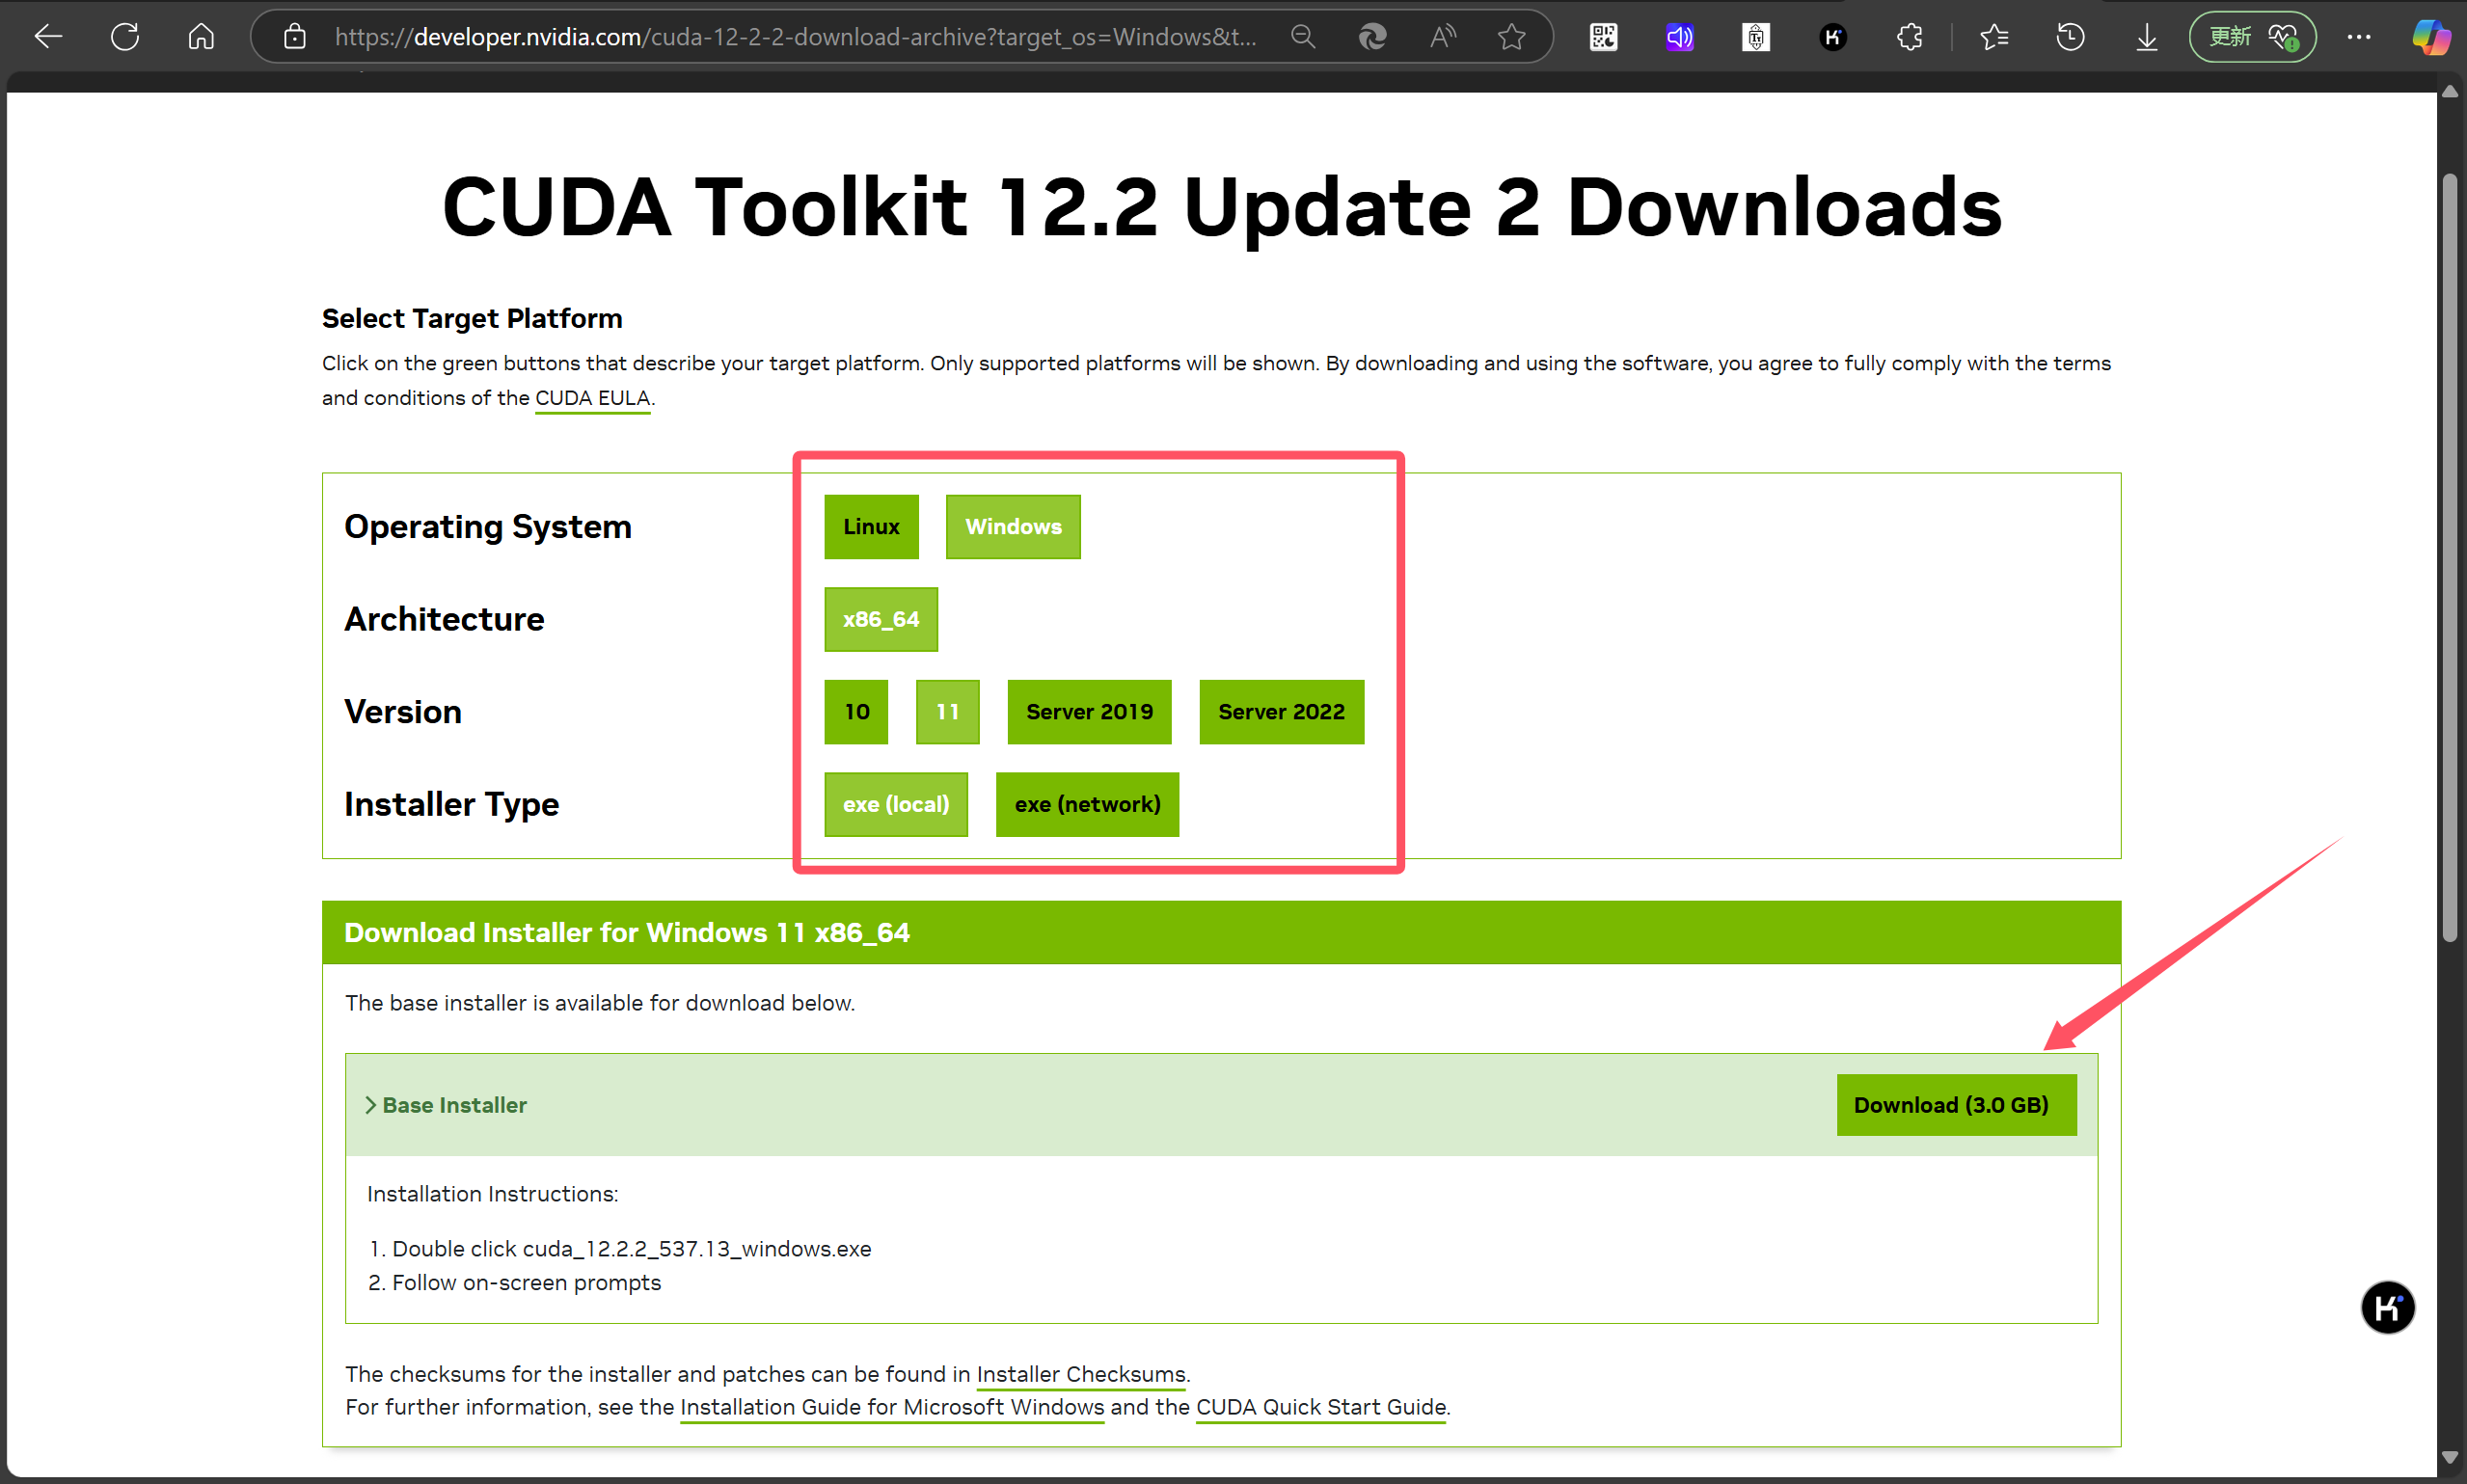 https://developer.nvidia.com/cuda-12-2-2-download-archive?target_os=Windows&t...
更新
CUDA Toolkit 12.2 Update 2 Downloads
Select Target Platform
Click on the green buttons that describe your target platform. Only supported platforms will be shown. By downloading and using the software, you agree to fully comply with the terms
and conditions of the CUDA EULA.
Operating System
Linux
Windows
Architecture
x86_64
Version
10
11
Server 2019
Server 2022
Installer Type
exe (local)
exe (network)
Download Installer for Windows 11 x86_64
The base installer is available for download below.
Base Installer
Download (3.0 GB)
Installation Instructions:
1. Double click cuda_12.2.2_537.13_windows.exe
2. Follow on-screen prompts
The checksums for the installer and patches can be found in Installer Checksums.
For further information, see the Installation Guide for Microsoft Windows and the CUDA Quick Start Guide.
K